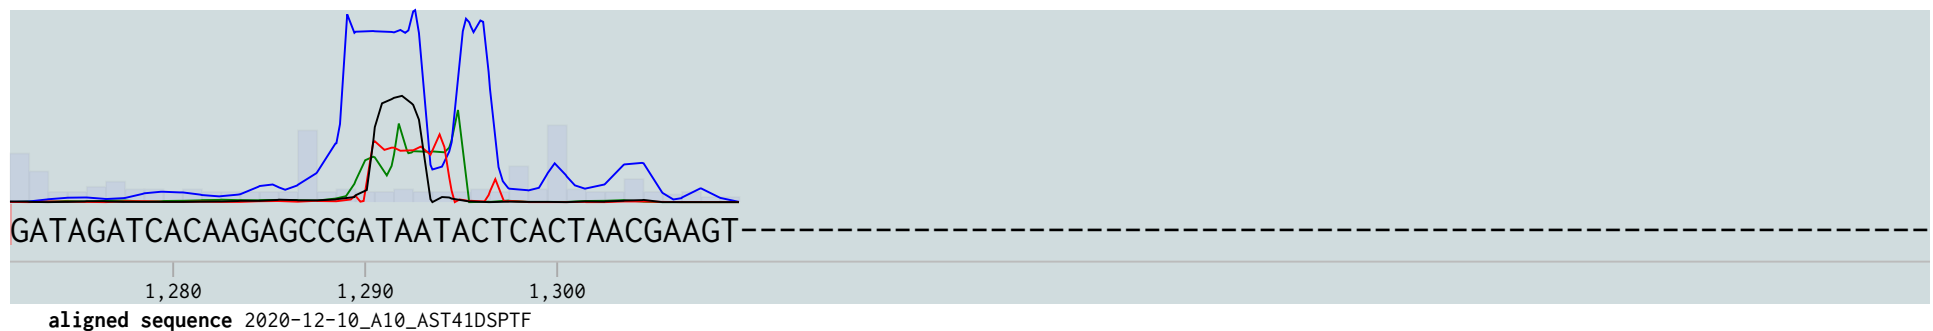 GATAGATCACAAGAGCCGATAATACTCACTAACGAAGT--------------------------------------------------------------
1,280 1,290 1,300
aligned sequence 2020-12-10_A10_AST41DSPTF